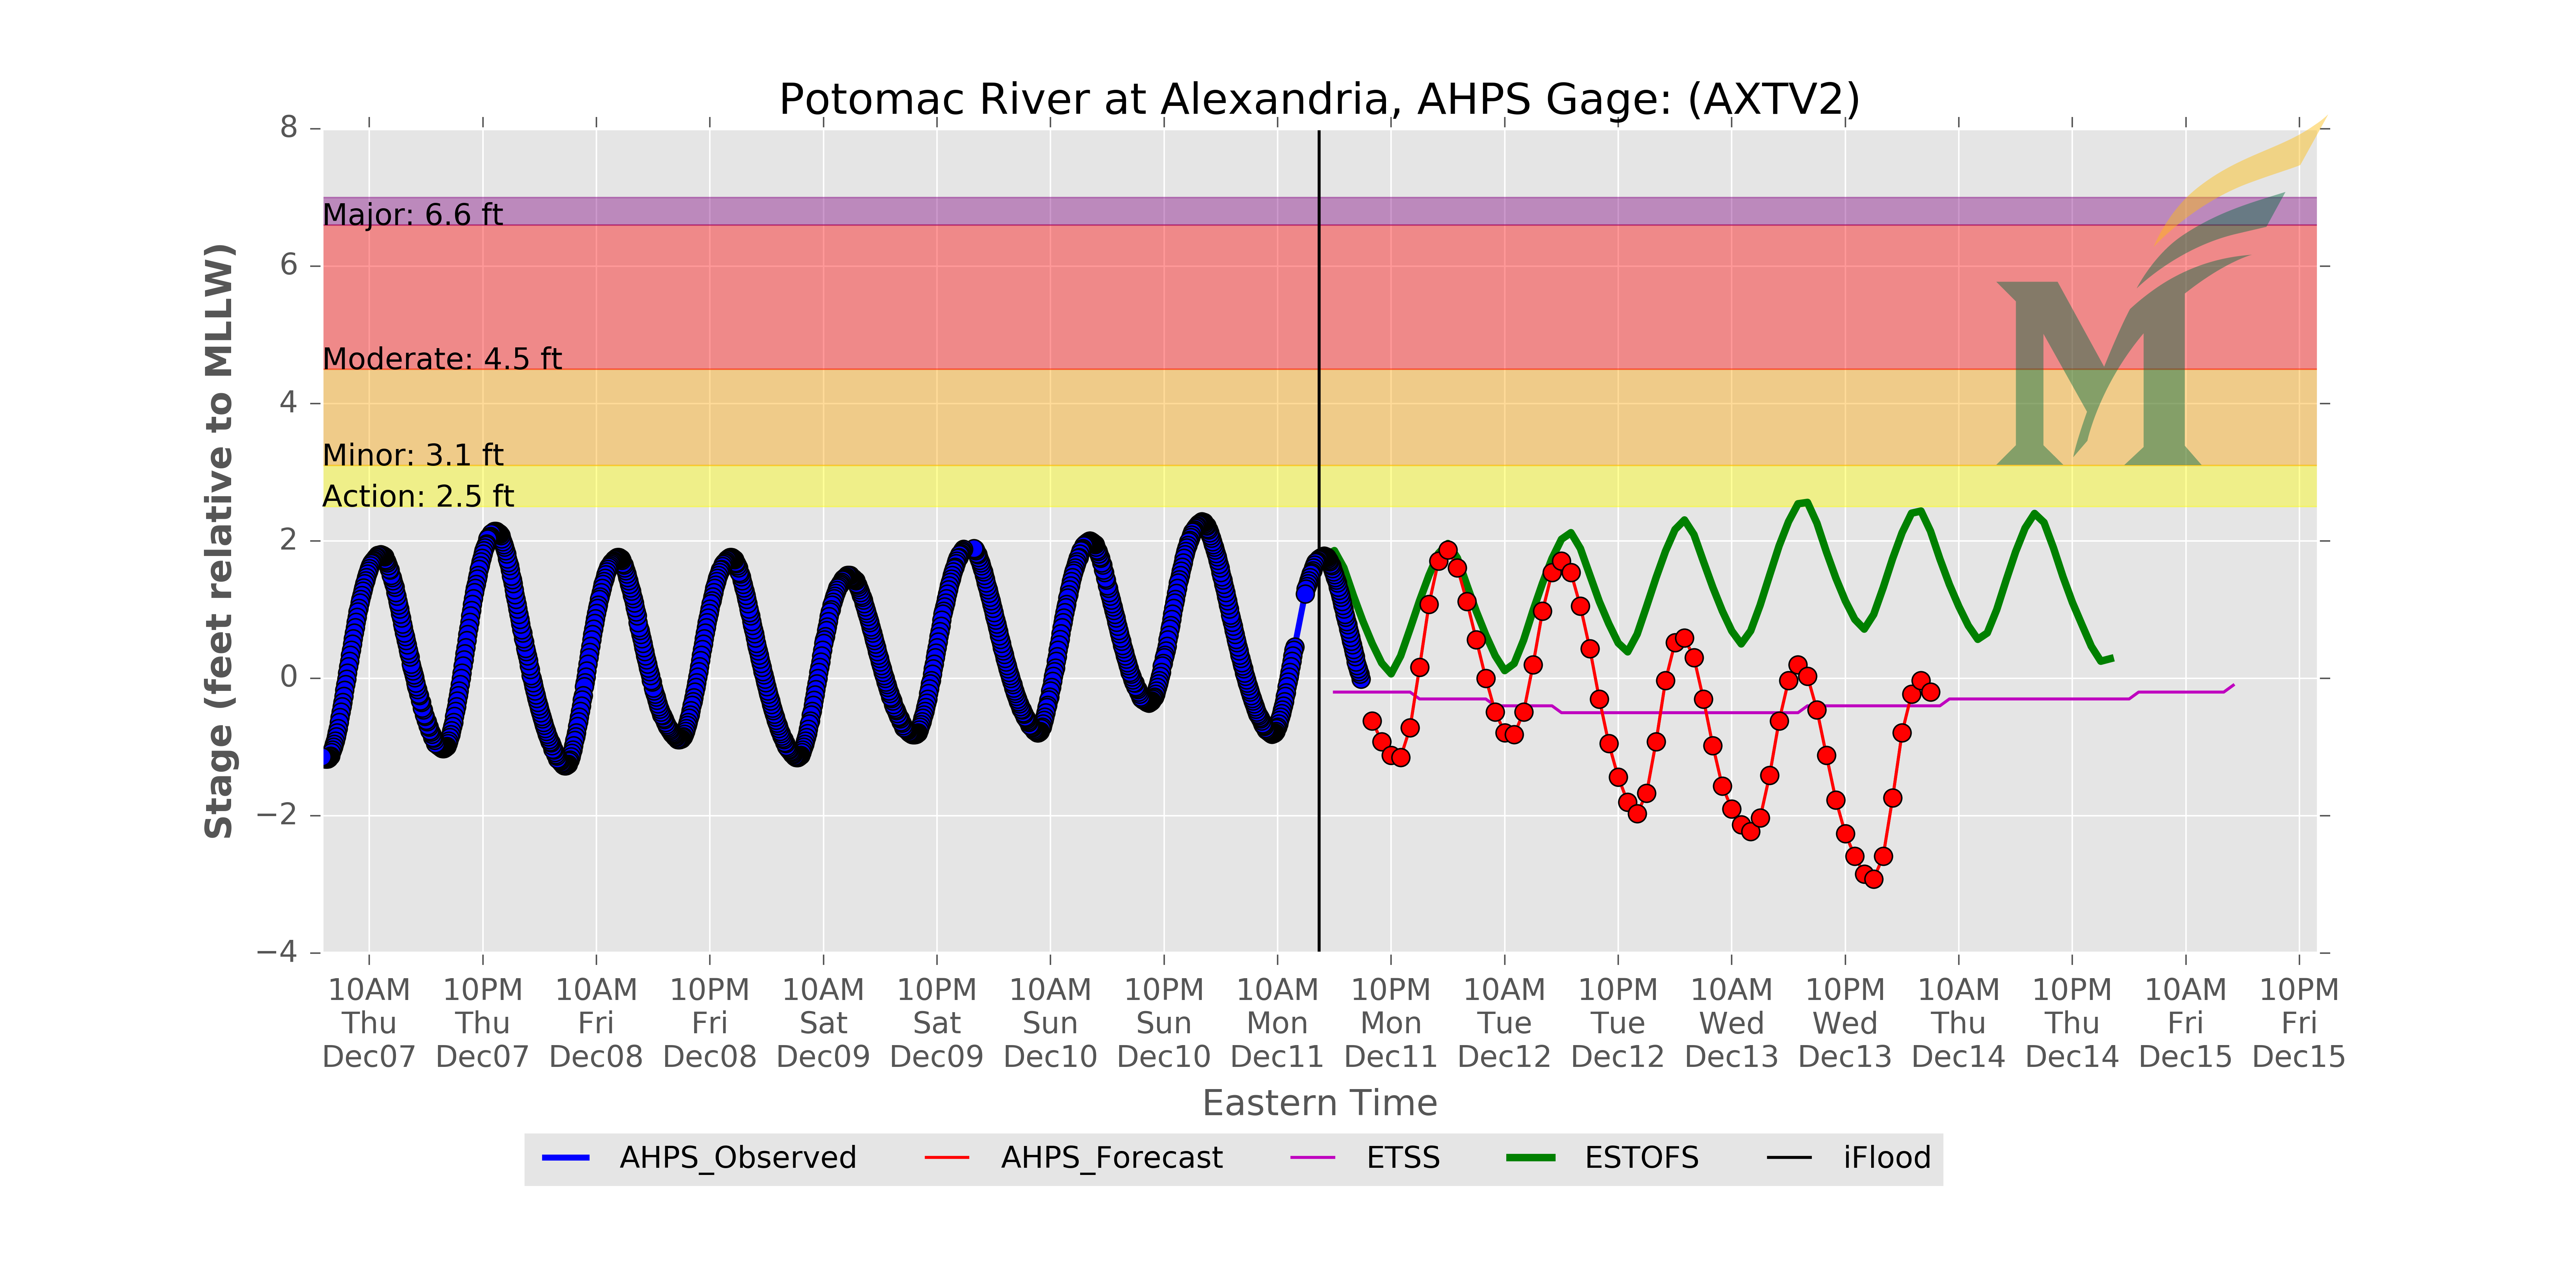 Potomac River at Alexandria, AHPS Gage: (AXTV2)
Stage (feet relative to MLLW)
8
6
4
2
0
−2
−4
Major: 6.6 ft
Moderate: 4.5 ft
Minor: 3.1 ft
Action: 2.5 ft
M
10AM 10PM 10AM 10PM 10AM 10PM 10AM 10PM 10AM 10PM 10AM 10PM 10AM 10PM 10AM 10PM 10AM 10PM
Thu Thu Fri Fri Sat Sat Sun Sun Mon Mon Tue Tue Wed Wed Thu Thu Fri Fri
Dec07 Dec07 Dec08 Dec08 Dec09 Dec09 Dec10 Dec10 Dec11 Dec11 Dec12 Dec12 Dec13 Dec13 Dec14 Dec14 Dec15 Dec15
Eastern Time
AHPS_Observed AHPS_Forecast ETSS ESTOFS iFlood